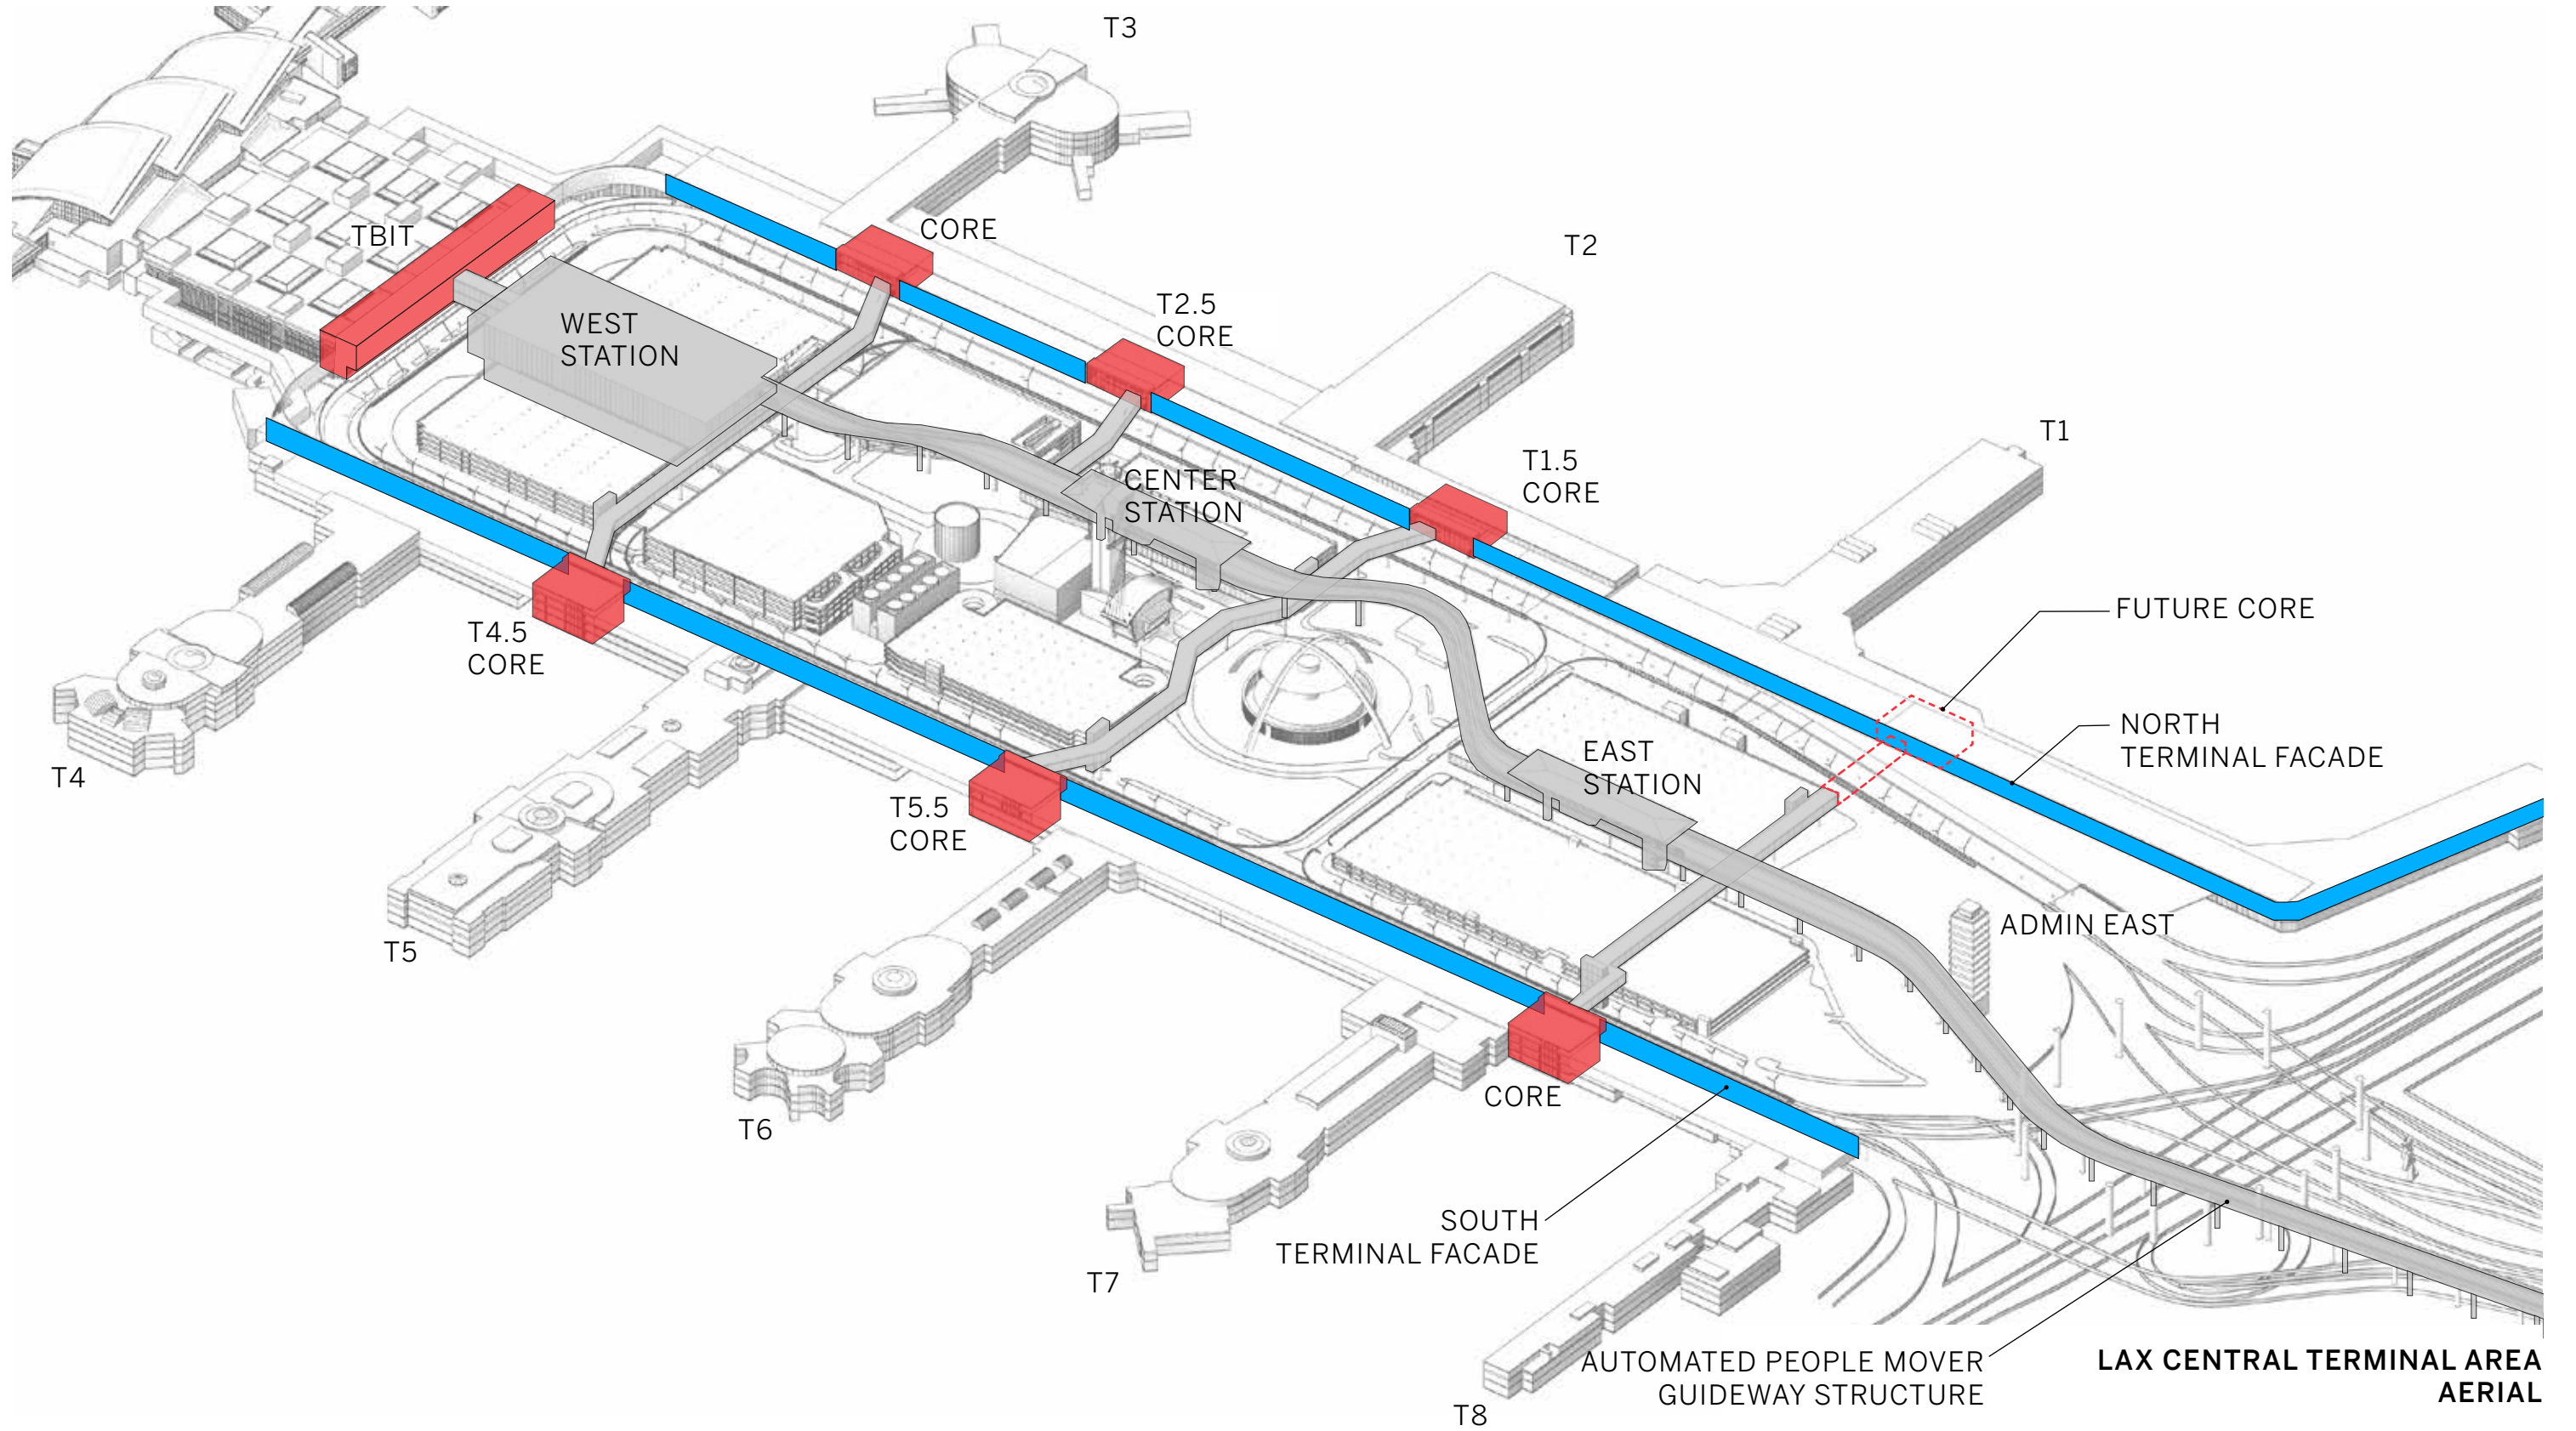 T3
CORE
TBIT
T2
T2.5
CORE
WEST
STATION
T1
T1.5
CORE
CENTER
STATION
FUTURE CORE
T4.5
CORE
NORTH
TERMINAL FACADE
EAST
STATION
T4
T5.5
CORE
ADMIN EAST
T5
CORE
T6
SOUTH
TERMINAL FACADE
T7
AUTOMATED PEOPLE MOVER
GUIDEWAY STRUCTURE
LAX CENTRAL TERMINAL AREA
AERIAL
T8